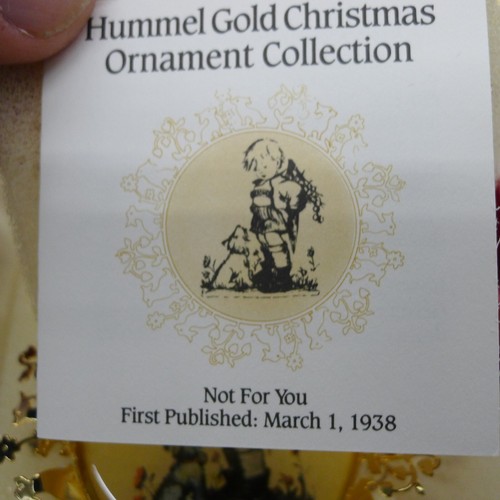 Hummel Gold Christmas
Ornament Collection
Not For You
First Published: March 1, 1938